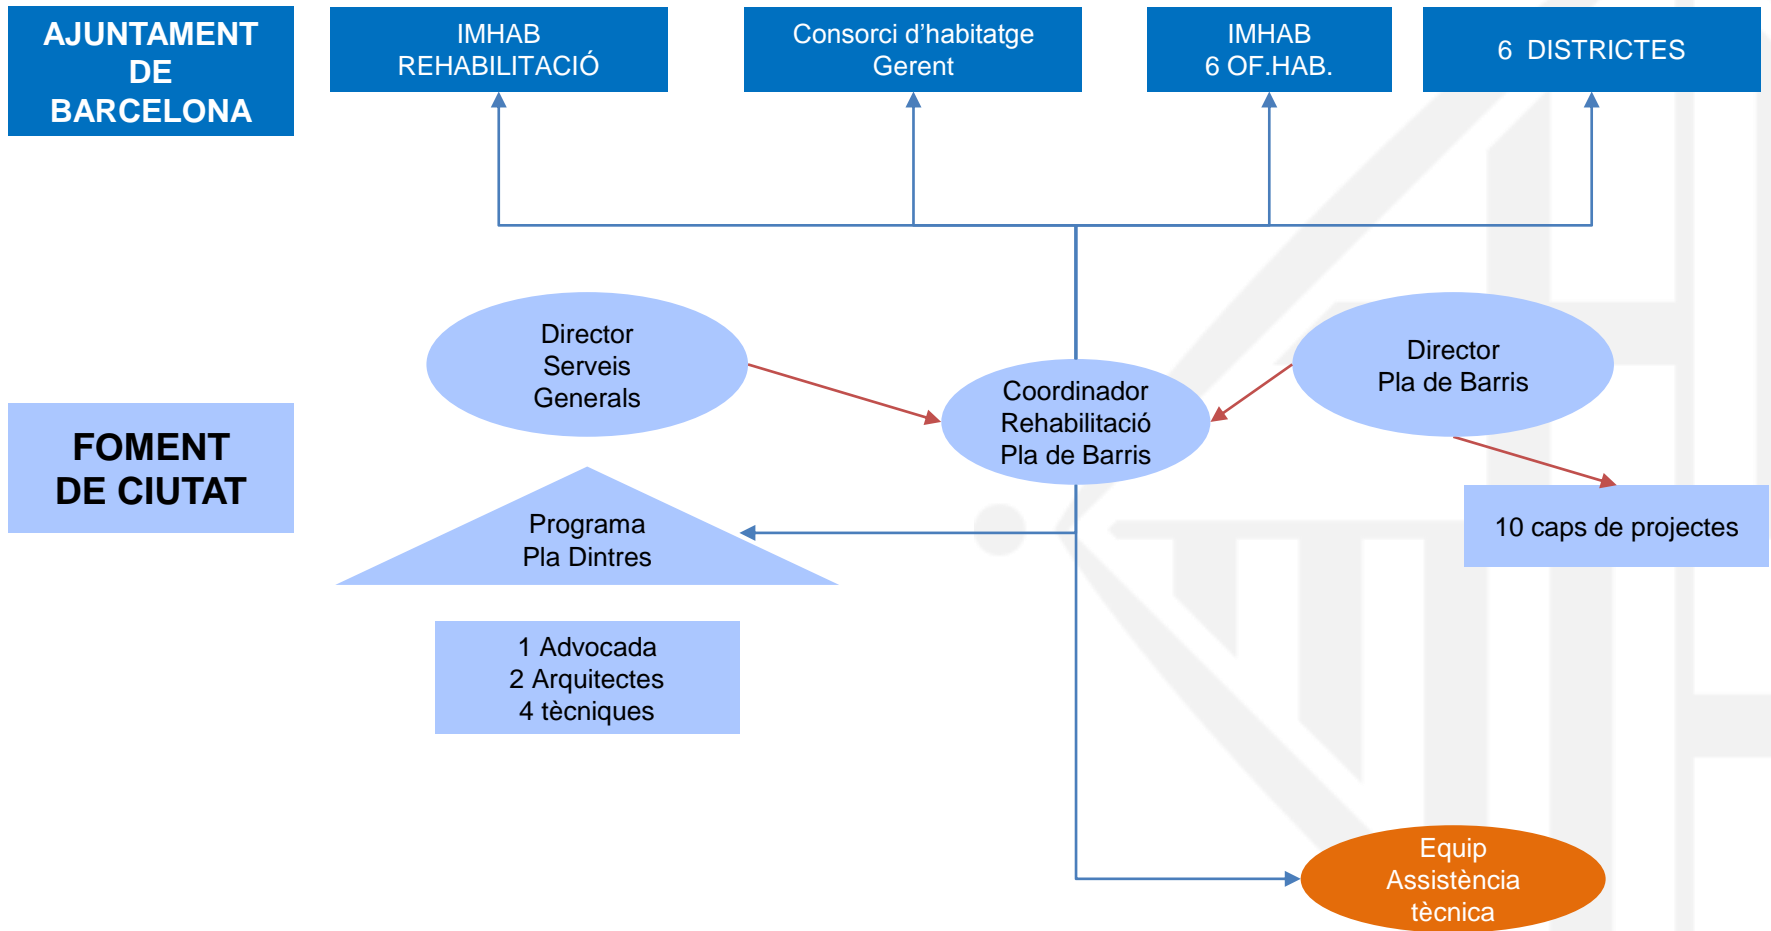 AJUNTAMENT
DE
BARCELONA
IMHAB
REHABILITACIÓ
Consorci d'habitatge
Gerent
IMHAB
6 OF.HAB.
6 DISTRICTES
Director
Serveis
Generals
Coordinador
Rehabilitació
Pla de Barris
Director
Pla de Barris
FOMENT
DE CIUTAT
Programa
Pla Dintres
10 caps de projectes
1 Advocada
2 Arquitectes
4 tècniques
Equip
Assistència
tècnica